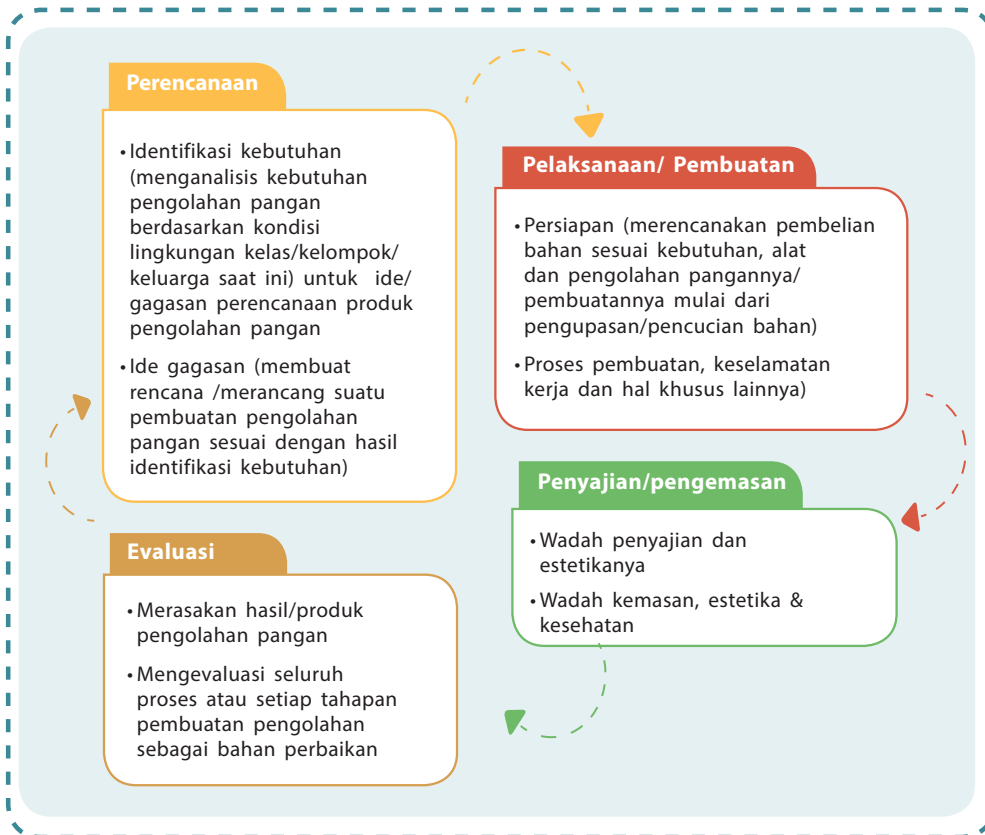 Perencanaan
• Identifikasi kebutuhan
(menganalisis kebutuhan
pengolahan pangan
berdasarkan kondisi
lingkungan kelas/kelompok/
keluarga saat ini) untuk ide/
gagasan perencanaan produk
pengolahan pangan
• Ide gagasan (membuat
rencana /merancang suatu
pembuatan pengolahan
pangan sesuai dengan hasil
identifikasi kebutuhan)
Pelaksanaan/ Pembuatan
• Persiapan (merencanakan pembelian
bahan sesuai kebutuhan, alat
dan pengolahan pangannya/
pembuatannya mulai dari
pengupasan/pencucian bahan)
• Proses pembuatan, keselamatan
kerja dan hal khusus lainnya)
Penyajian/pengemasan
• Wadah penyajian dan
estetikanya
• Wadah kemasan, estetika &
kesehatan
Evaluasi
• Merasakan hasil/produk
pengolahan pangan
• Mengevaluasi seluruh
proses atau setiap tahapan
pembuatan pengolahan
sebagai bahan perbaikan